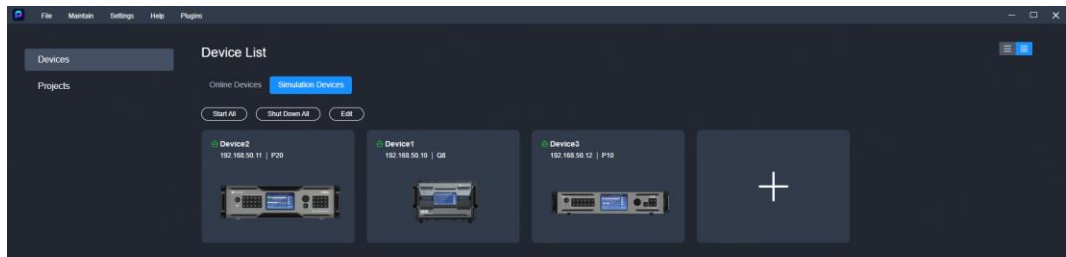 File Maintain Settings Help Plugins
Devices
Projects
Device List
Online Devices Simulation Devices
Start All Shut Down All Edit
Device2
192.168.50.11 | P20
Device1
192.168.50.10 | Q8
Device3
192.168.50.12 | P10